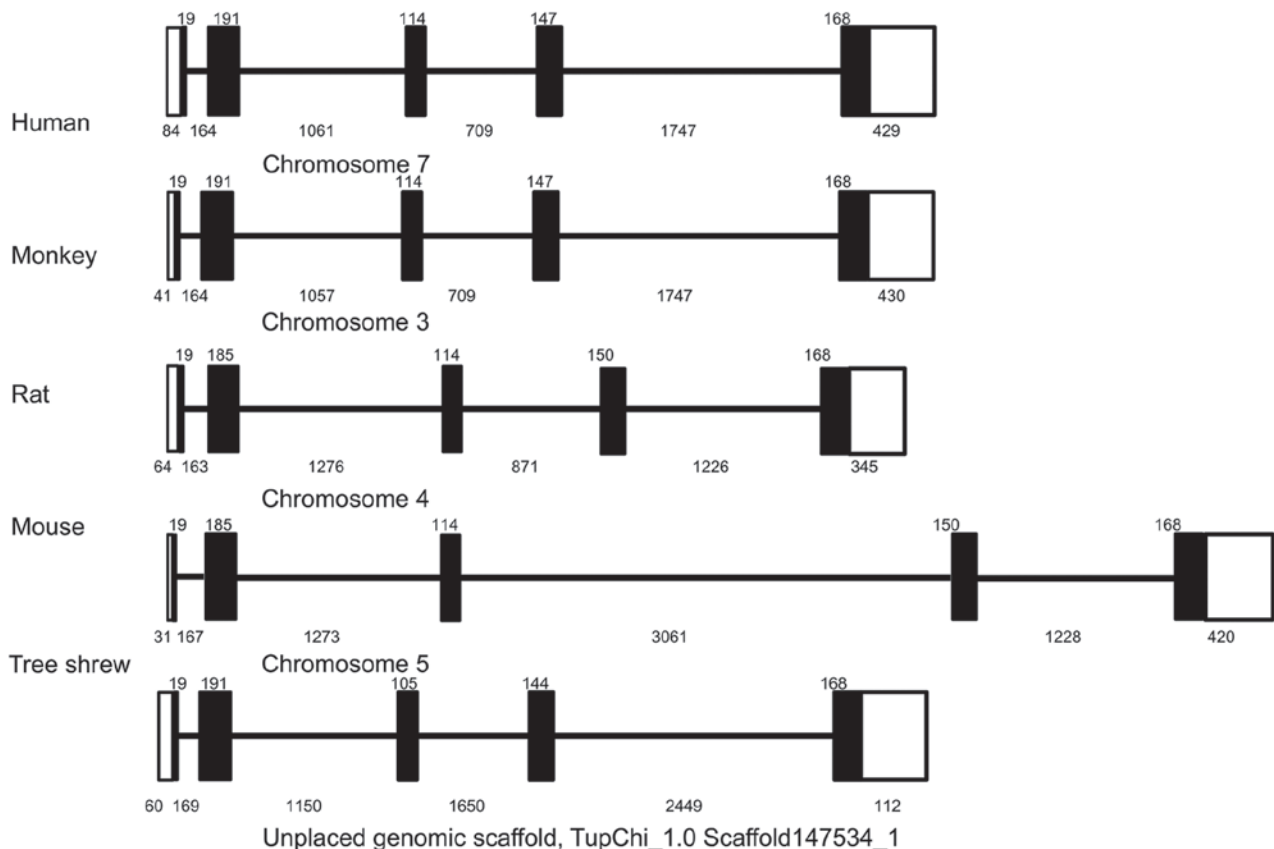 19 191 114 147 168
Human
84 164 1061 709 1747 429
Chromosome 7
19 191 114 147 168
Monkey
41 164 1057 709 1747 430
Chromosome 3
19 185 114 150 168
Rat
64 163 1276 871 1226 345
Chromosome 4
Mouse
19 185 114 150 168
31 167 1273 3061 1228 420
Tree shrew
Chromosome 5
19 191 105 144 168
60 169 1150 1650 2449 112
Unplaced genomic scaffold, TupChi_1.0 Scaffold147534_1